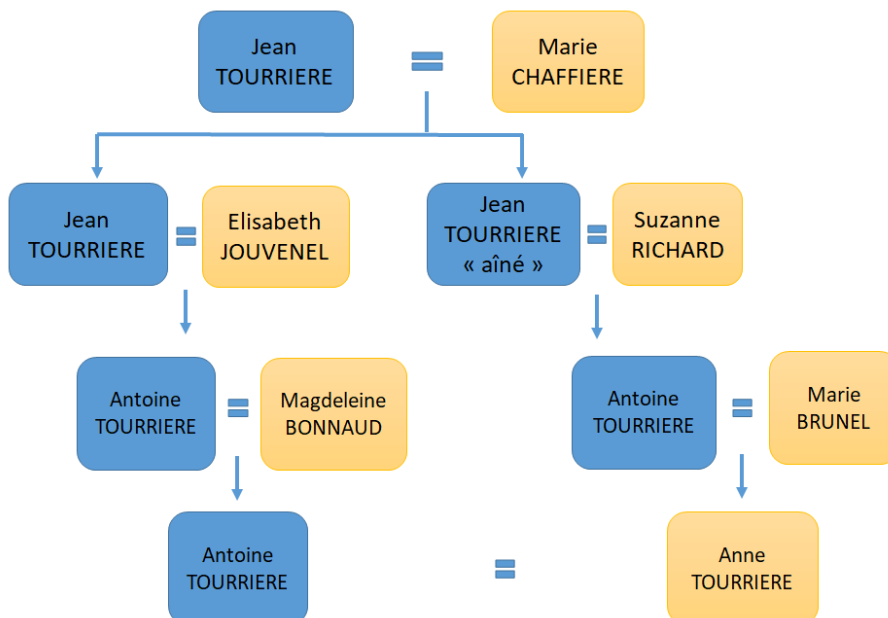 Jean
TOURRIERE
Marie
CHAFFIERE
Jean
TOURRIERE
Elisabeth
JOUVENEL
Jean
TOURRIERE
« aîné »
Suzanne
RICHARD
Antoine
TOURRIERE
Magdeleine
BONNAUD
Antoine
TOURRIERE
Marie
BRUNEL
Antoine
TOURRIERE
Anne
TOURRIERE